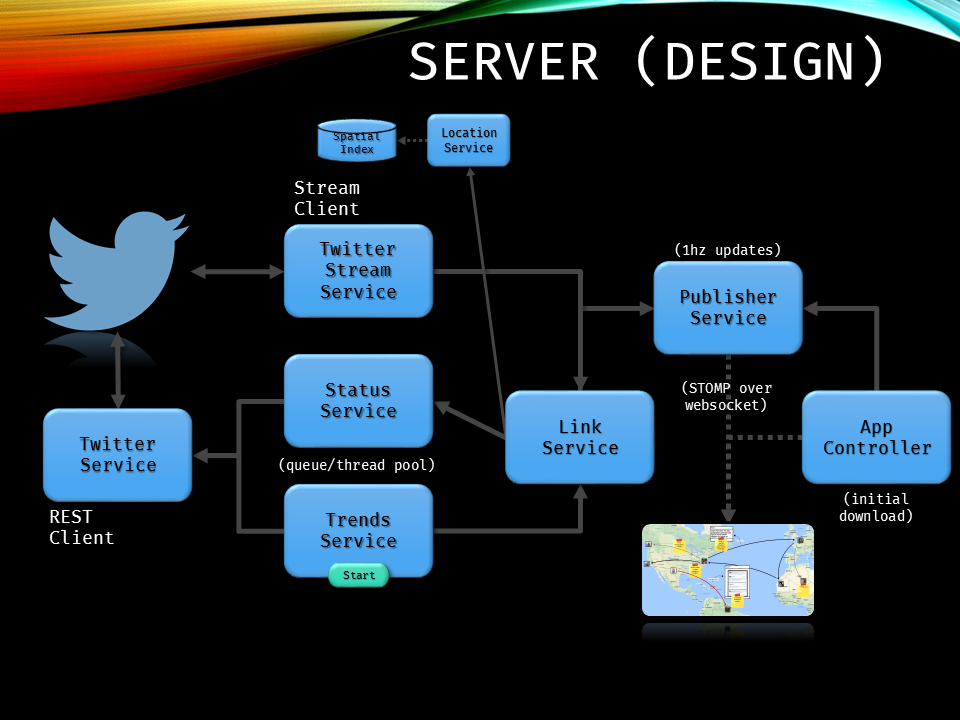 SERVER (DESIGN)
Spatial
Index
Location
Service
Stream
Client
Twitter
Stream
Service
(1hz updates)
Publisher
Service
Status
Service
(STOMP over
websocket)
Link
Service
App
Controller
Twitter
Service
(queue/thread pool)
REST
Client
Trends
Service
Start
(initial
download)